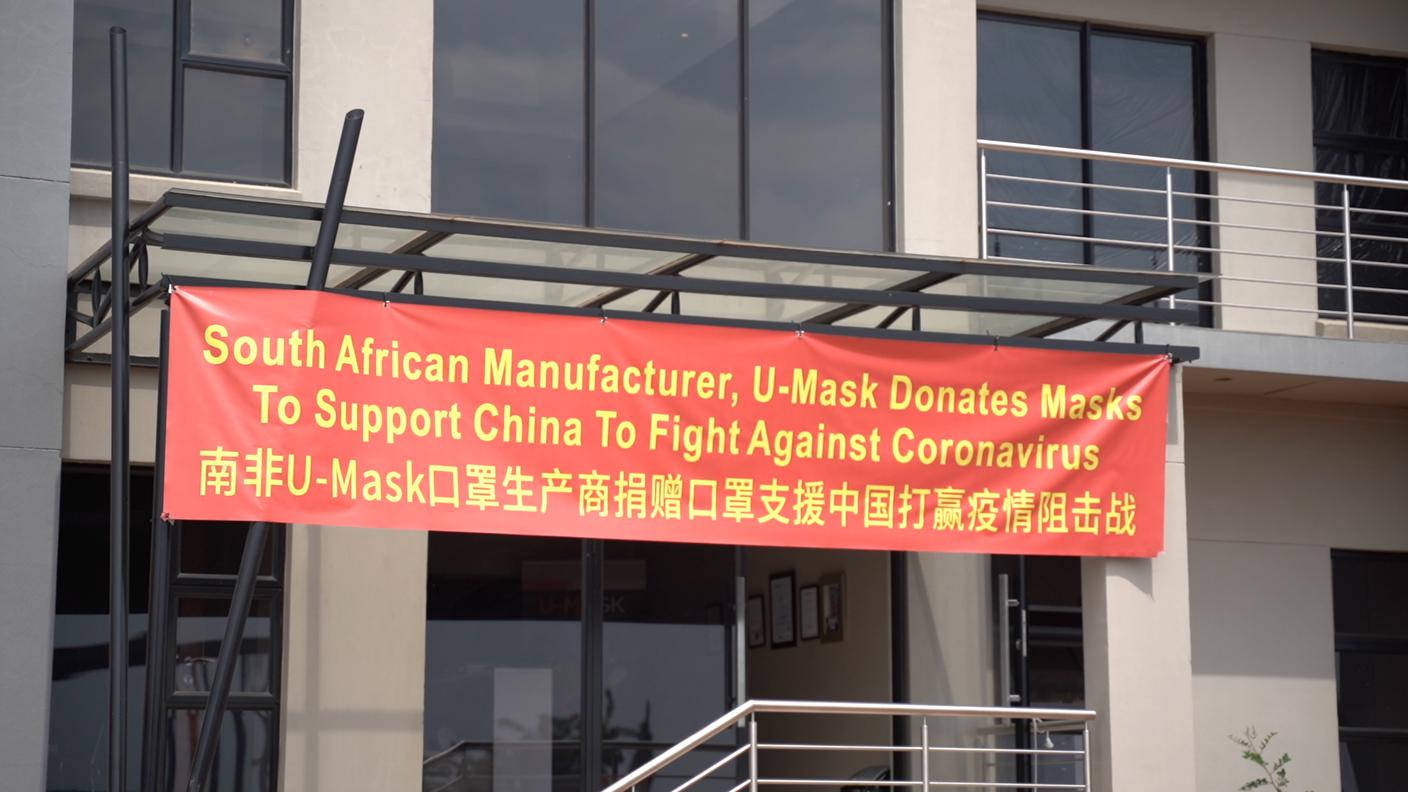 South African Manufacturer, U-Mask Donates Masks
To Support China To Fight Against Coronavirus
南非U-Mask口罩生产商捐赠口罩支援中国打赢疫情阻击战
U-MASK